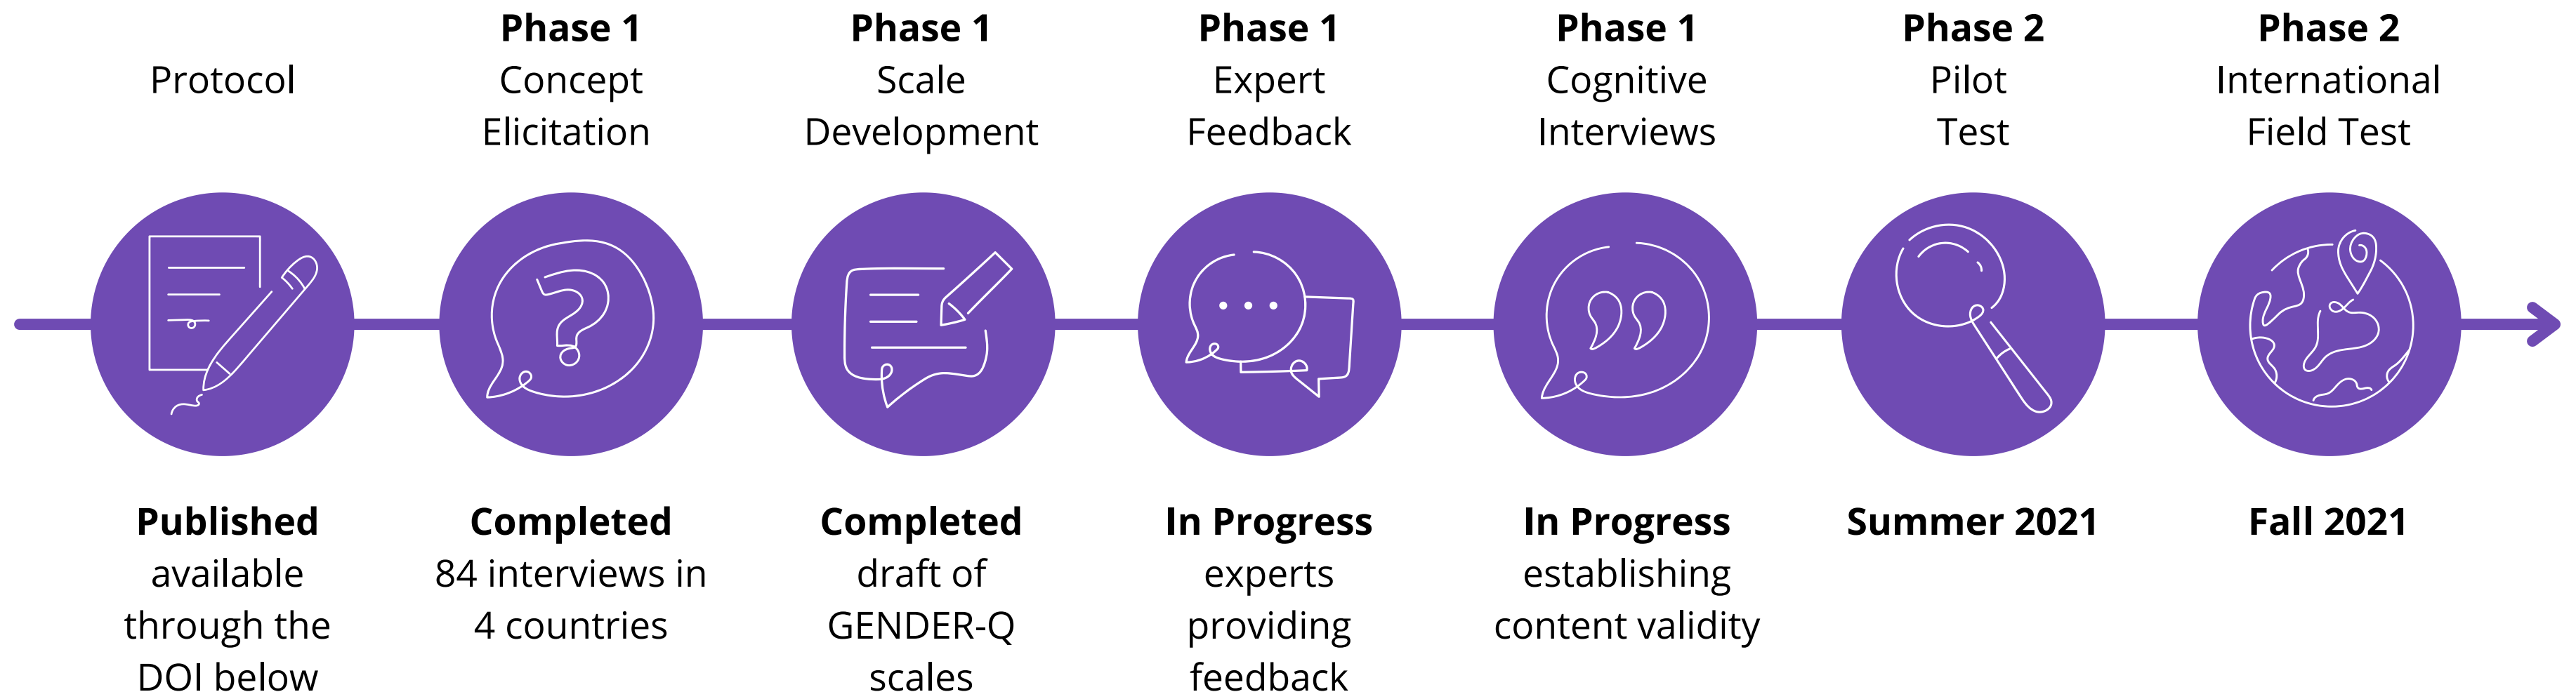 Protocol
Phase 1
Concept
Elicitation
Phase 1
Scale
Development
Phase 1
Expert
Feedback
Phase 1
Cognitive
Interviews
Phase 2
Pilot
Test
Phase 2
International
Field Test
Published
available
through the
DOI below
Completed
84 interviews in
4 countries
Completed
draft of
GENDER-Q
scales
In Progress
experts
providing
feedback
In Progress
establishing
content validity
Summer 2021
Fall 2021